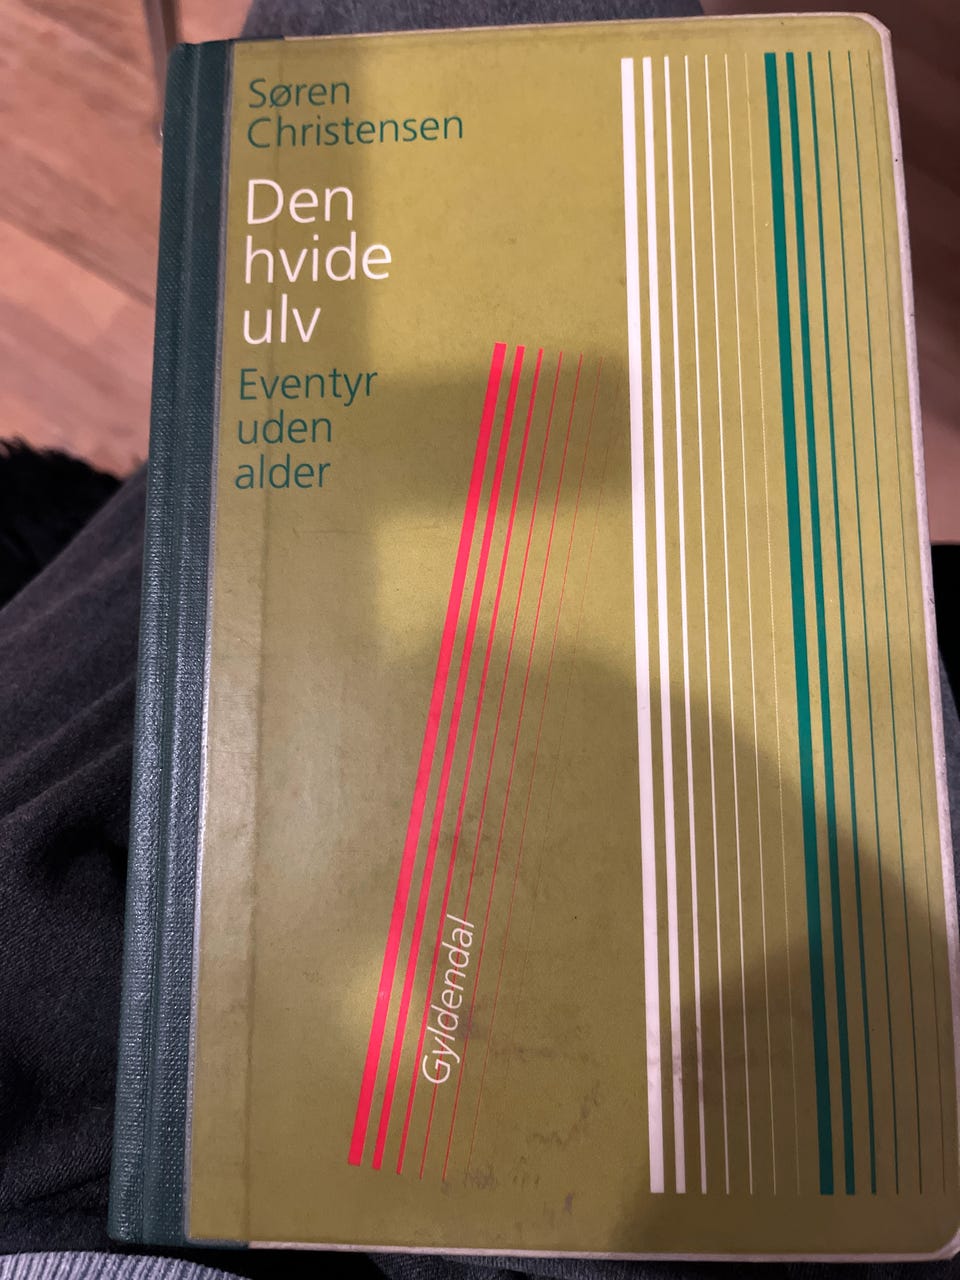 Søren
Christensen
Den
hvide
ulv
Eventyr
uden
alder
Gyldendal